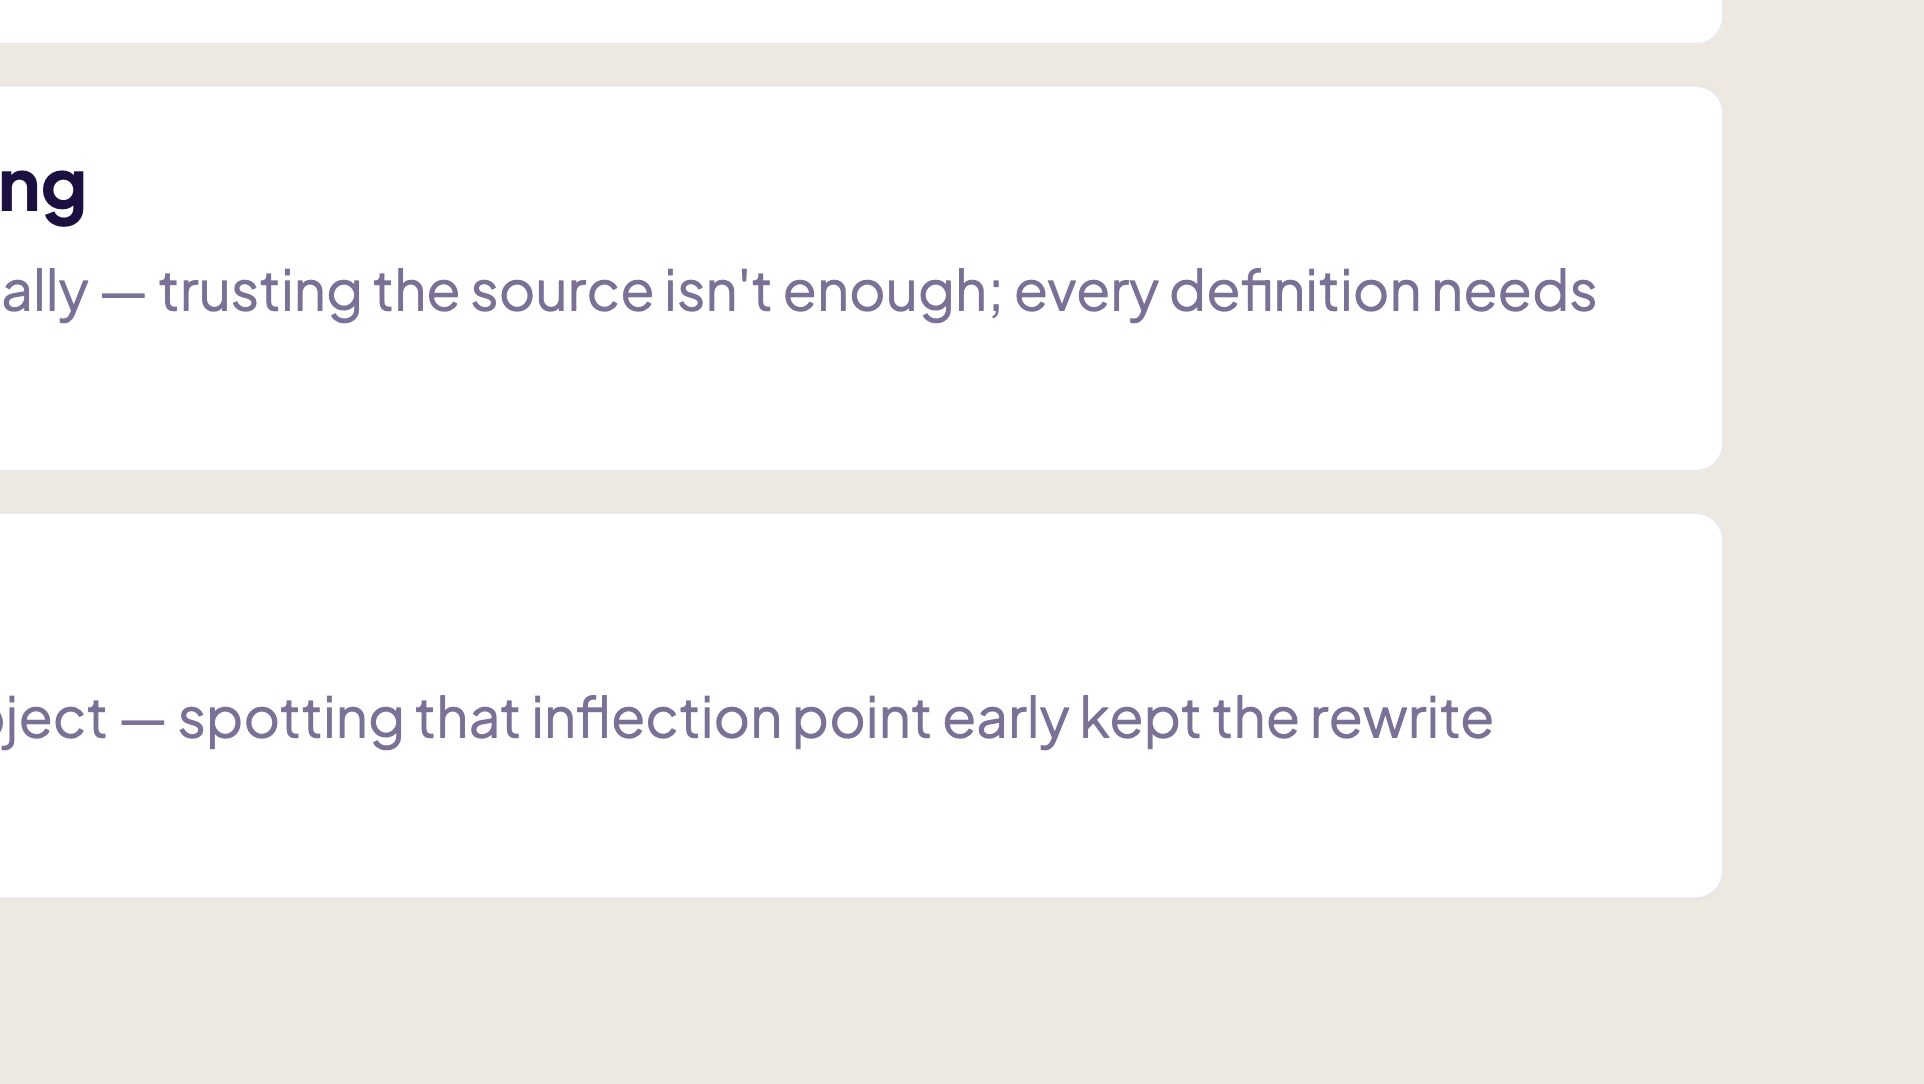 ng
ally — trusting the source isn't enough; every definition needs
ject — spotting that inflection point early kept the rewrite